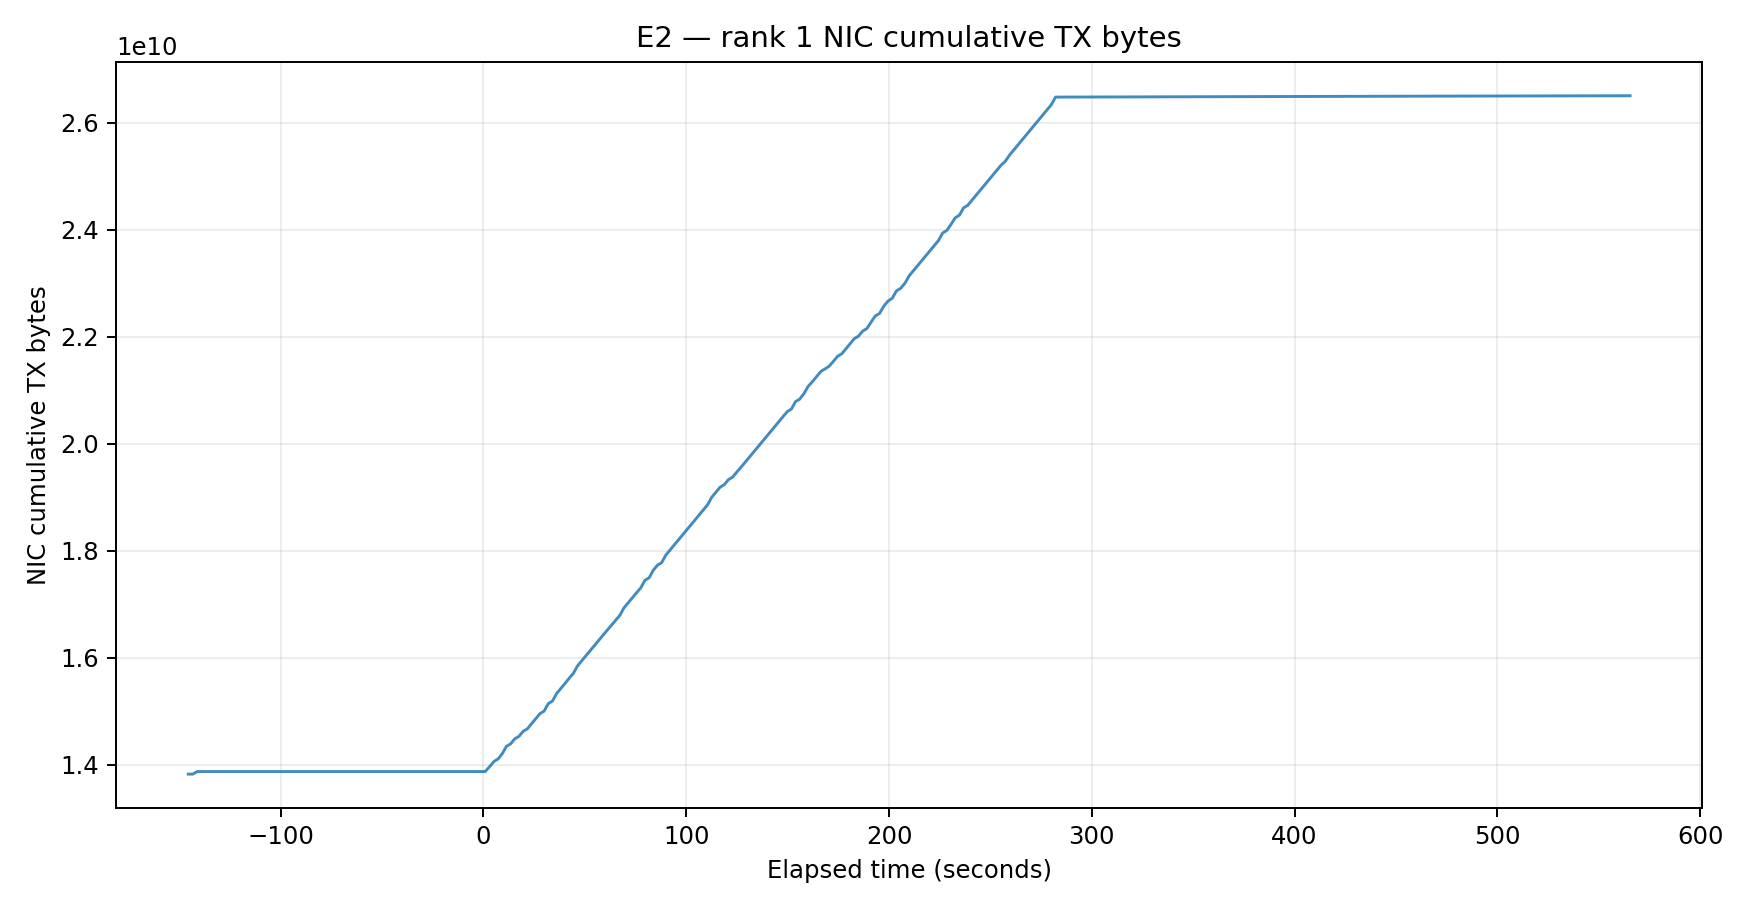 E2 — rank 1 NIC cumulative TX bytes
1e10
NIC cumulative TX bytes
2.6
2.4
2.2
2.0
1.8
1.6
1.4
−100 0 100 200 300 400 500 600
Elapsed time (seconds)